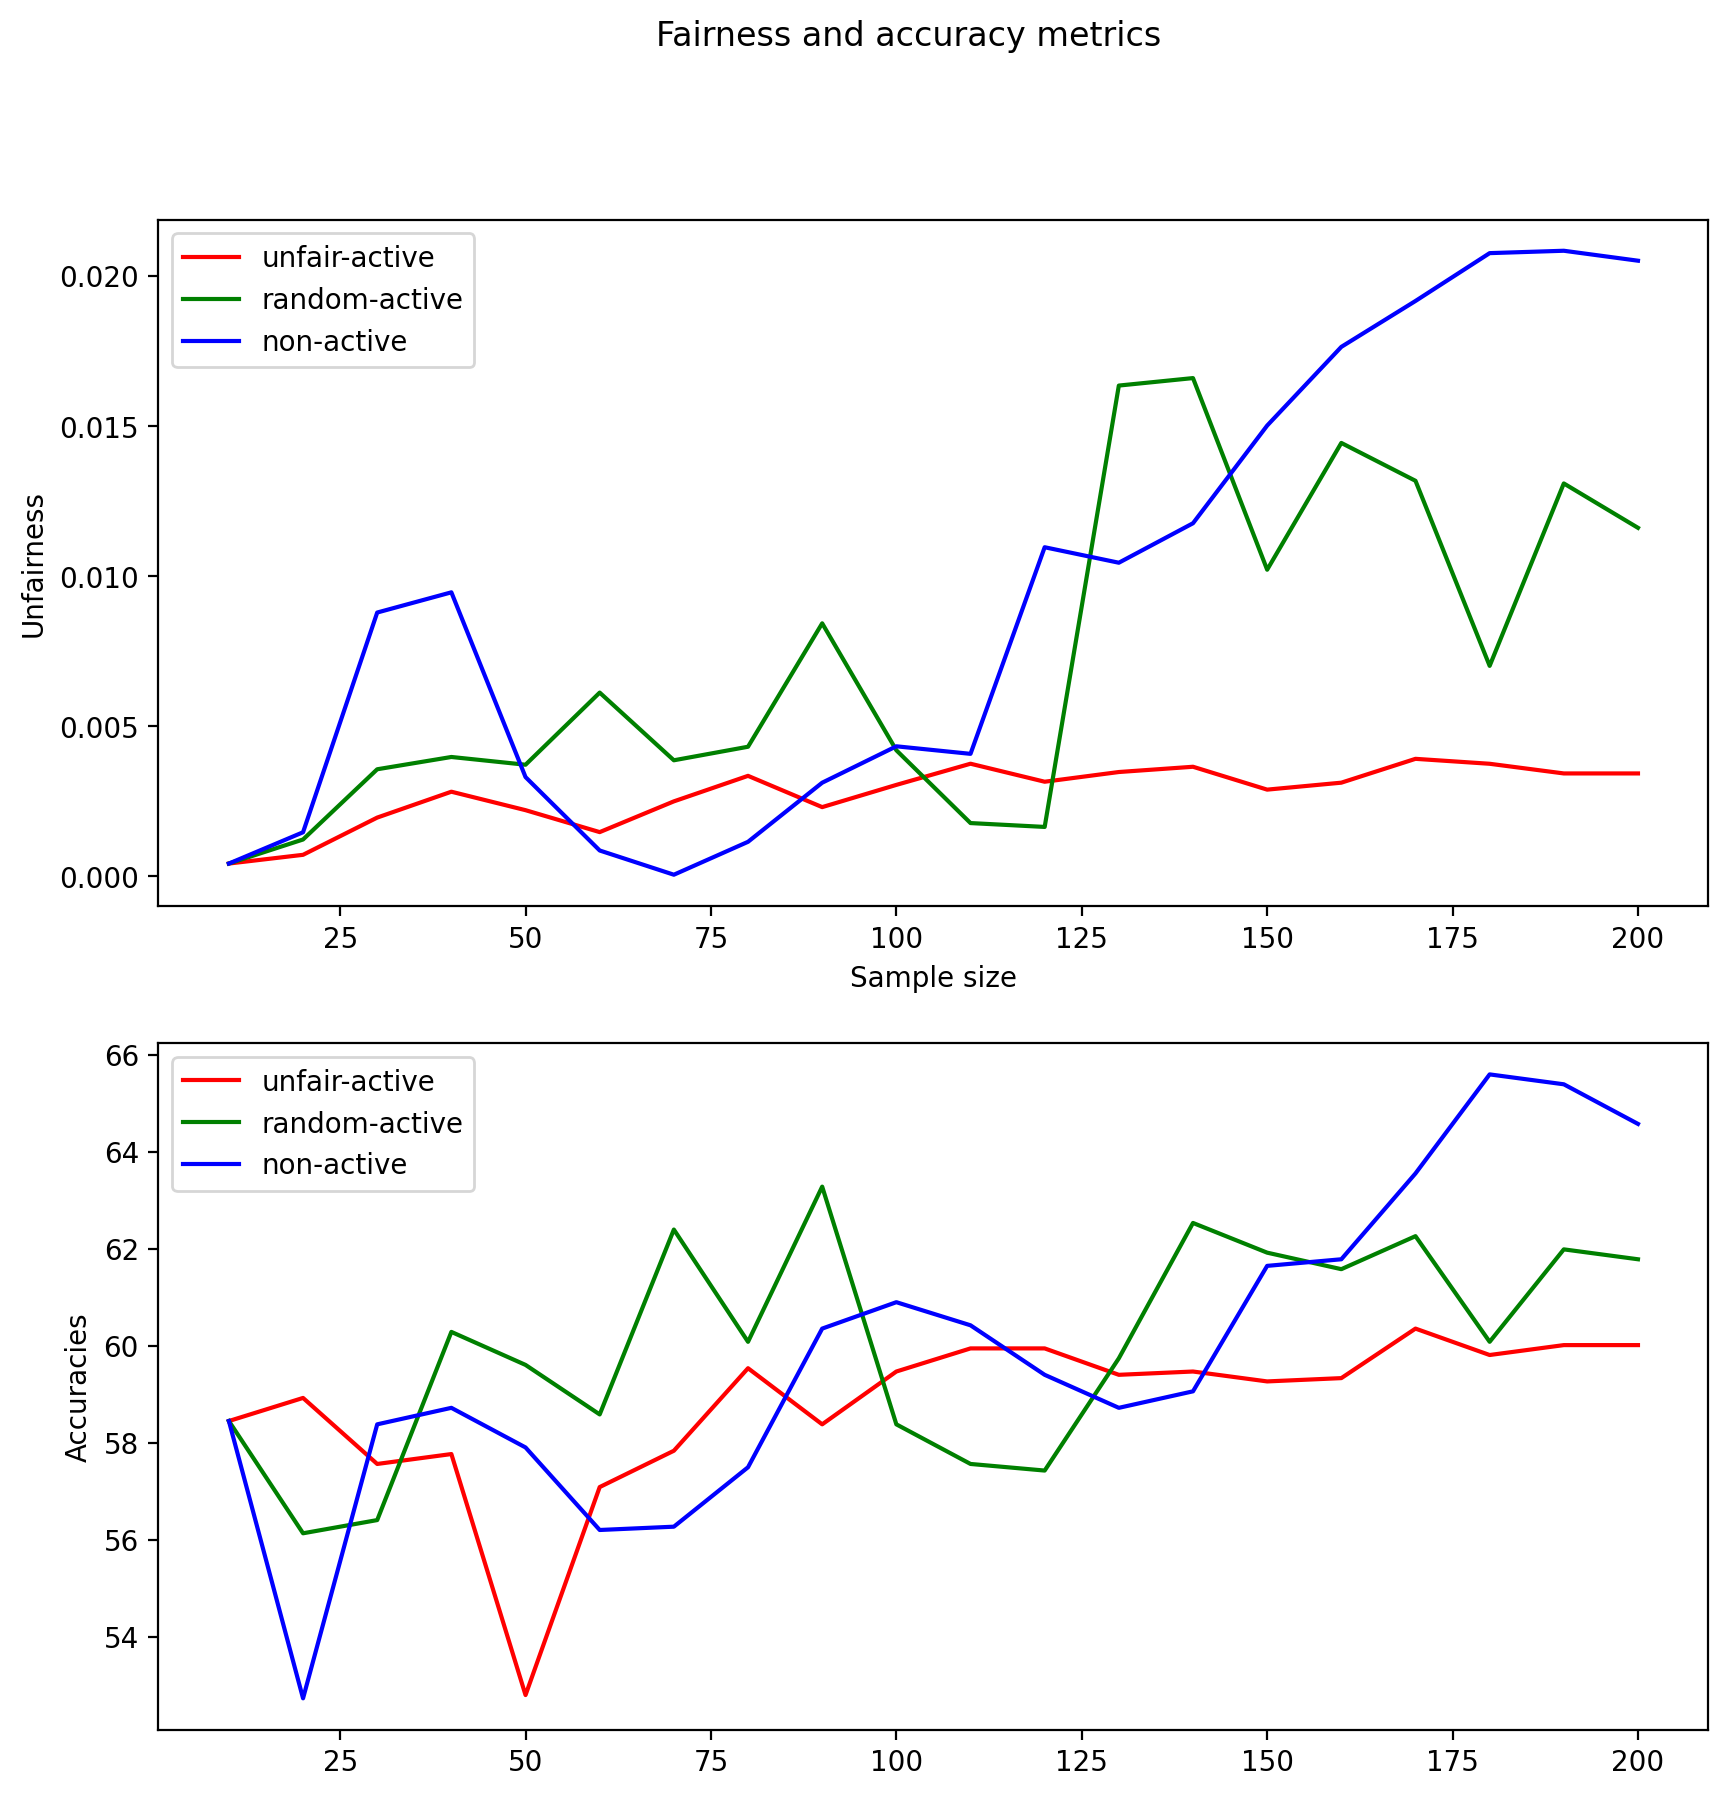 Fairness and accuracy metrics
unfair-active
random-active
non-active
0.020
0.015
0.010
0.005
0.000
Unfairness
25 50 75 100 125 150 175 200
Sample size
unfair-active
random-active
non-active
66
64
62
60
58
56
54
Accuracies
25 50 75 100 125 150 175 200